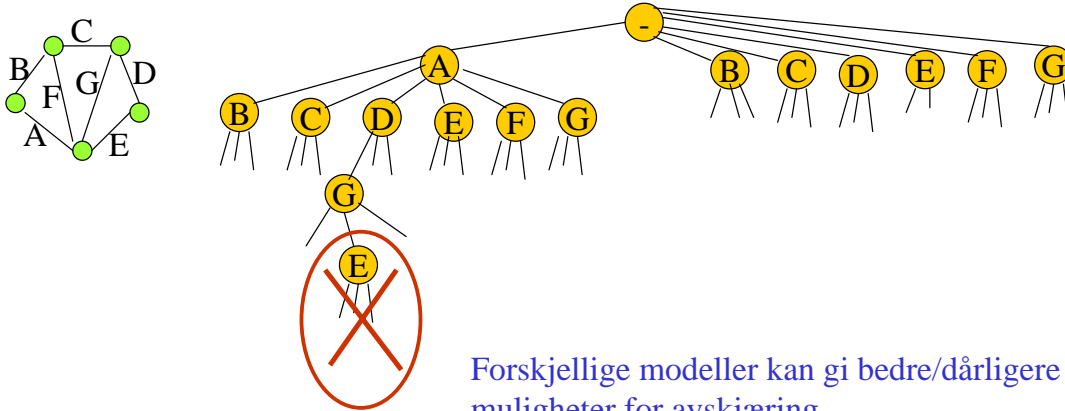 C
B F G D
A E
-
A
B C D E F G
B C D E F G
G
E
Forskjellige modeller kan gi bedre/dårligere
muligheter for avskjæring